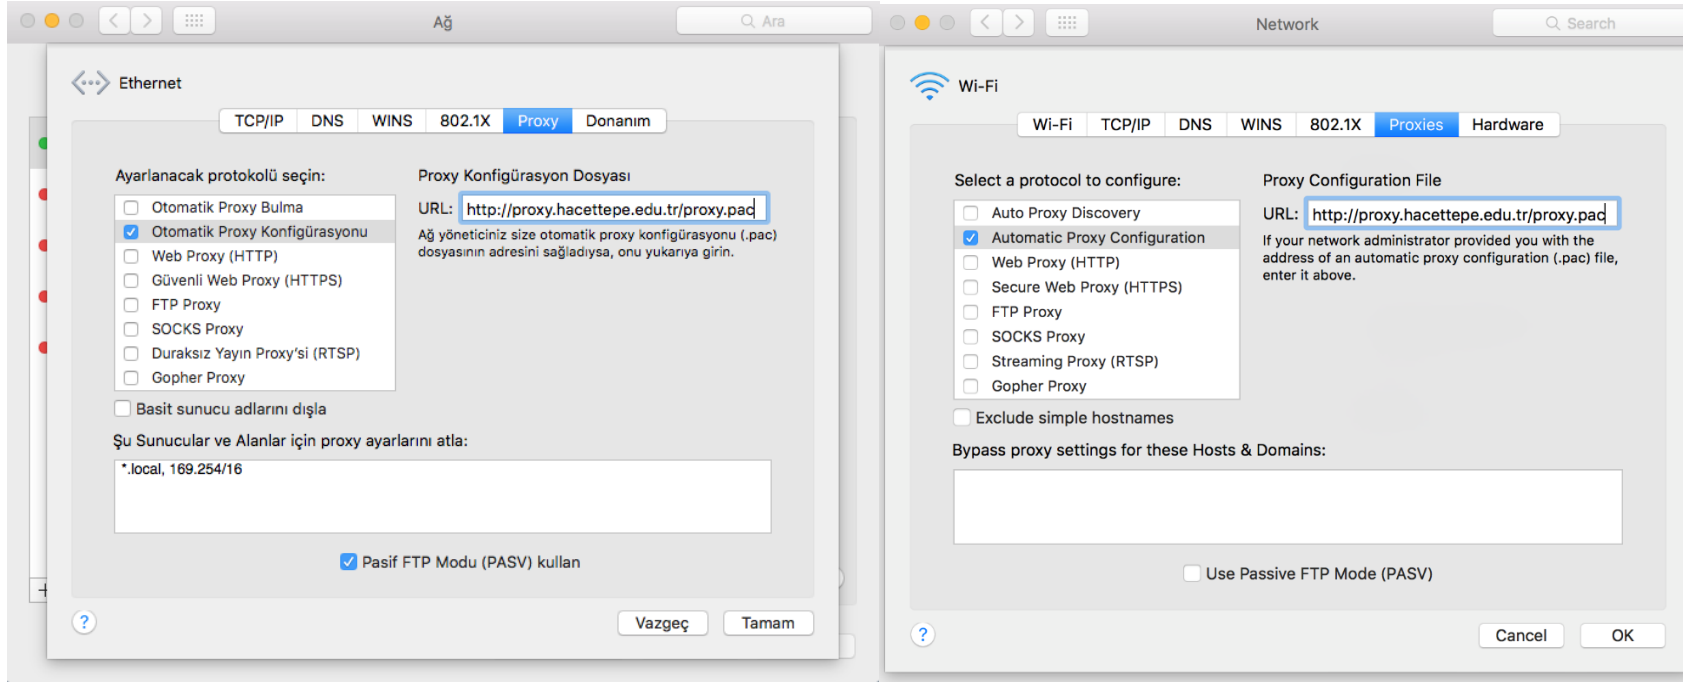 Ağ
Ara
Ethernet
TCP/IP DNS WINS 802.1X Proxy Donanım
Ayarlanacak protokolü seçin:
Otomatik Proxy Bulma
Otomatik Proxy Konfigürasyonu
Web Proxy (HTTP)
Güvenli Web Proxy (HTTPS)
FTP Proxy
SOCKS Proxy
Duraksız Yayın Proxy'si (RTSP)
Gopher Proxy
Proxy Konfigürasyon Dosyası
URL: http://proxy.hacettepe.edu.tr/proxy.pac
Ağ yöneticiniz size otomatik proxy konfigürasyonu (.pac)
dosyasının adresini sağladıysa, onu yukarıya girin.
Basit sunucu adlarını dışla
Şu Sunucular ve Alanlar için proxy ayarlarını atla:
*.local, 169.254/16
Pasif FTP Modu (PASV) kullan
?
Vazgeç Tamam
Network
Search
Wi-Fi
Wi-Fi TCP/IP DNS WINS 802.1X Proxies Hardware
Select a protocol to configure:
Auto Proxy Discovery
Automatic Proxy Configuration
Web Proxy (HTTP)
Secure Web Proxy (HTTPS)
FTP Proxy
SOCKS Proxy
Streaming Proxy (RTSP)
Gopher Proxy
Proxy Configuration File
URL: http://proxy.hacettepe.edu.tr/proxy.pac
If your network administrator provided you with the
address of an automatic proxy configuration (.pac) file,
enter it above.
Exclude simple hostnames
Bypass proxy settings for these Hosts & Domains:
Use Passive FTP Mode (PASV)
?
Cancel OK